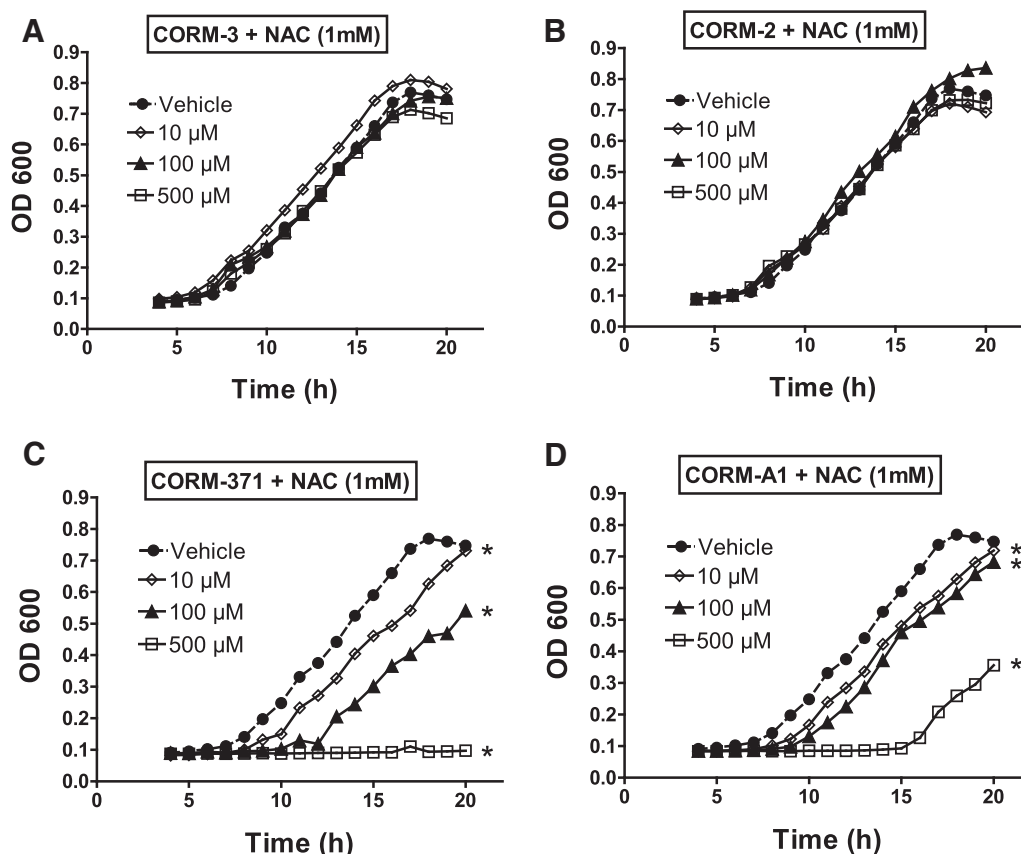 A
CORM-3 + NAC (1mM)
0.9
0.8
0.7
0.6
0.5
0.4
0.3
0.2
0.1
0.0
OD 600
Vehicle
10 µM
100 µM
500 µM
0 5 10 15 20
Time (h)
B
CORM-2 + NAC (1mM)
0.9
0.8
0.7
0.6
0.5
0.4
0.3
0.2
0.1
0.0
OD 600
Vehicle
10 µM
100 µM
500 µM
0 5 10 15 20
Time (h)
C
CORM-371 + NAC (1mM)
0.9
0.8
0.7
0.6
0.5
0.4
0.3
0.2
0.1
0.0
OD 600
Vehicle
10 µM
100 µM
500 µM
*
*
*
0 5 10 15 20
Time (h)
D
CORM-A1 + NAC (1mM)
0.9
0.8
0.7
0.6
0.5
0.4
0.3
0.2
0.1
0.0
OD 600
Vehicle
10 µM
100 µM
500 µM
*
*
*
0 5 10 15 20
Time (h)